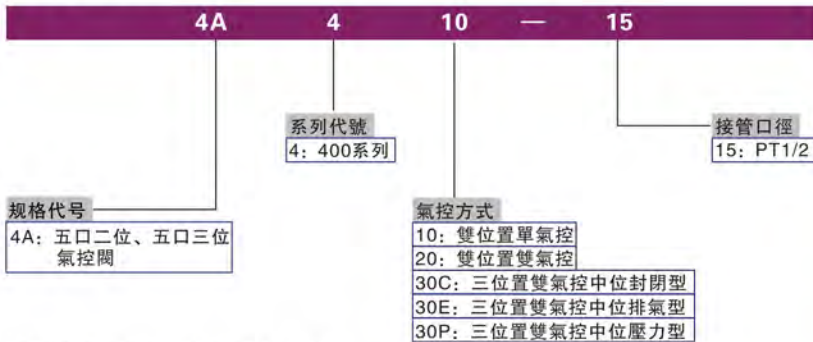 4A 4 10 — 15
系列代號
4：400系列
接管口徑
15：PT1/2
规格代号
4A：五口二位、五口三位
氣控閥
氣控方式
10：雙位置單氣控
20：雙位置雙氣控
30C：三位置雙氣控中位封閉型
30E：三位置雙氣控中位排氣型
30P：三位置雙氣控中位壓力型